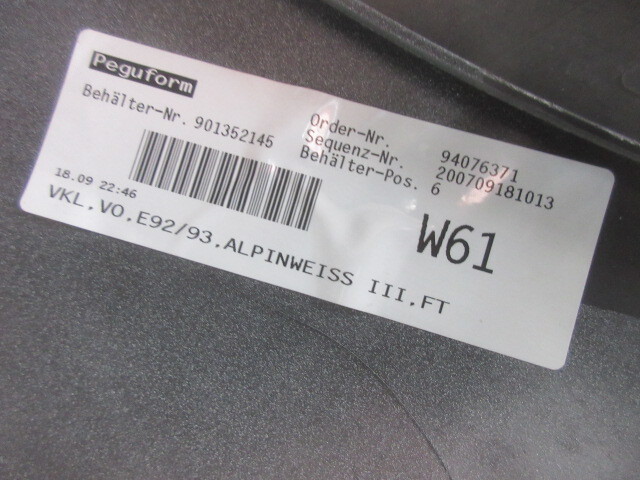 Peguform
Behälter-Nr. 901352145
Order-Nr. 94076371
Sequenz-Nr. 200709181013
Behälter-Pos. 6
18.09 22:46
W61
VKL.VO.E92/93.ALPINWEISS III.FT